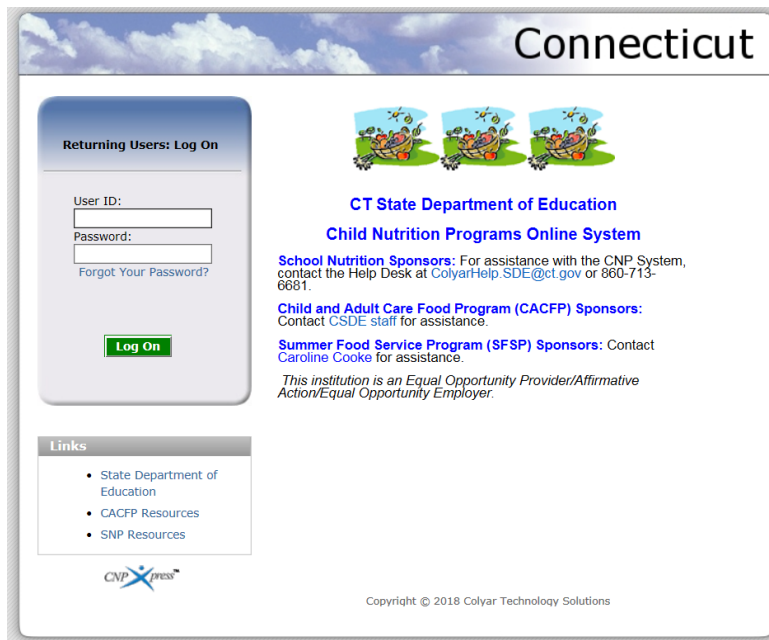 Connecticut
Returning Users: Log On
User ID:
Password:
Forgot Your Password?
Log On
CT State Department of Education
Child Nutrition Programs Online System
School Nutrition Sponsors: For assistance with the CNP System,
contact the Help Desk at ColyarHelp.SDE@ct.gov or 860-713-
6681.
Child and Adult Care Food Program (CACFP) Sponsors:
Contact CSDE staff for assistance.
Summer Food Service Program (SFSP) Sponsors: Contact
Caroline Cooke for assistance.
This institution is an Equal Opportunity Provider/Affirmative
Action/Equal Opportunity Employer.
Links
State Department of
Education
CACFP Resources
SNP Resources
CNPXpress™
Copyright © 2018 Colyar Technology Solutions